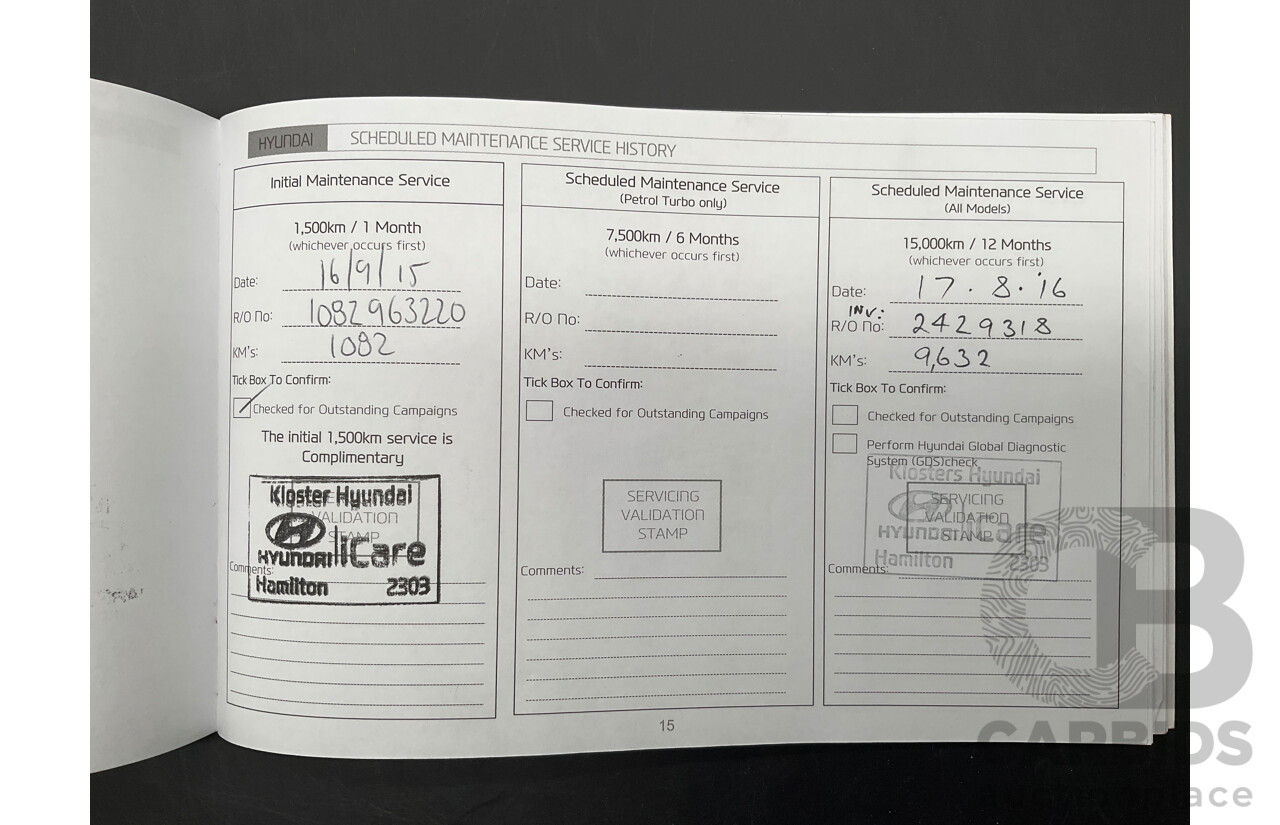 HYUNDAI SCHEDULED MAINTENANCE SERVICE HISTORY
Initial Maintenance Service
1,500km / 1 Month
(whichever occurs first)
Date: 16/9/15
R/O No: 1082963220
KM's: 1082
Tick Box To Confirm:
Checked for Outstanding Campaigns
The initial 1,500km service is
Complimentary
Kloster Hyundai
VALIDATION
STAMP
HYUNDAI iCare
Comments:
Hamilton 2303
Scheduled Maintenance Service
(Petrol Turbo only)
7,500km / 6 Months
(whichever occurs first)
Date:
R/O No:
KM's:
Tick Box To Confirm:
Checked for Outstanding Campaigns
SERVICING
VALIDATION
STAMP
Comments:
Scheduled Maintenance Service
(All Models)
15,000km / 12 Months
(whichever occurs first)
Date: 17.8.16
INV:
R/O No: 2429318
KM's: 9,632
Tick Box To Confirm:
Checked for Outstanding Campaigns
Perform Hyundai Global Diagnostic
System (GDS)check
Klosters Hyundai
SERVICING
VALIDATION
STAMP
HYUNDAI iCare
Hamilton 2303
Comments:
15
CARBIDS